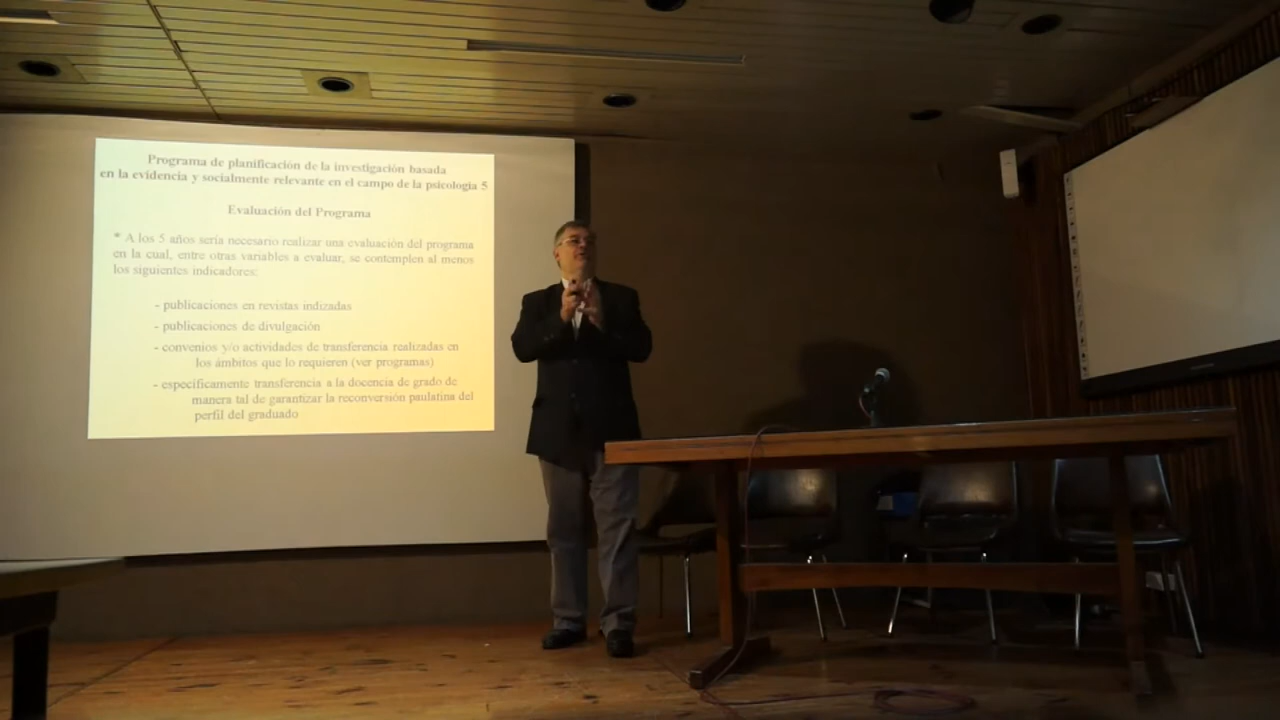 Programa de planificación de la investigación basada
en la evidencia y socialmente relevante en el campo de la psicología 5
Evaluación del Programa
* A los 5 años sería necesario realizar una evaluación del programa
en la cual, entre otras variables a evaluar, se contemplen al menos
los siguientes indicadores:
- publicaciones en revistas indizadas
- publicaciones de divulgación
- convenios y/o actividades de transferencia realizadas en
los ámbitos que lo requieren (ver programas)
- específicamente transferencia a la docencia de grado de
manera tal de garantizar la reconversión paulatina del
perfil del graduado